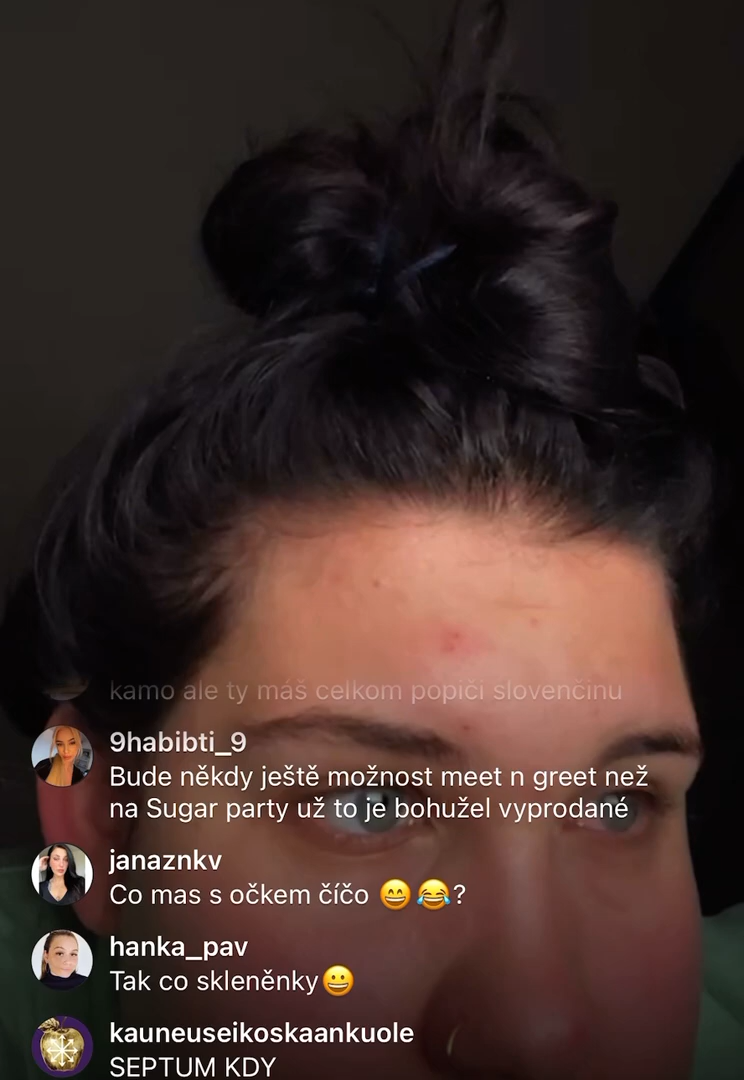 kamo ale ty máš celkom popiči slovenčinu
9habibti_9
Bude někdy ještě možnost meet n greet než
na Sugar party už to je bohužel vyprodané
janaznkv
Co mas s očkem číčo 😄😂?
hanka_pav
Tak co skleněnky😀
kauneuseikoskaankuole
SEPTUM KDY